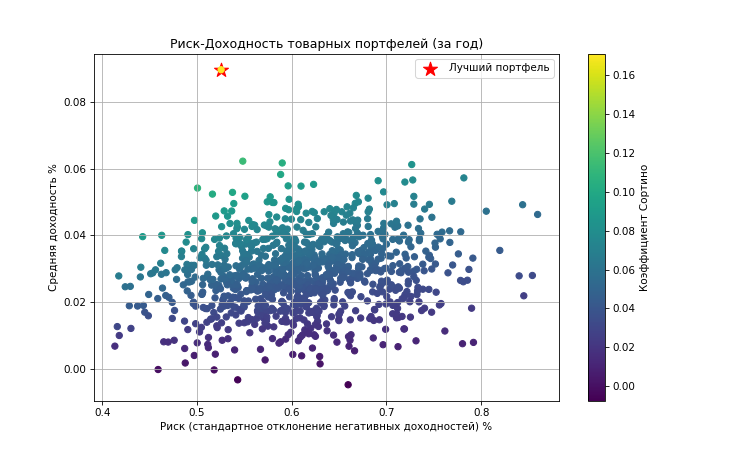 Риск-Доходность товарных портфелей (за год)
Лучший портфель
Средняя доходность %
0.08
0.06
0.04
0.02
0.00
0.4 0.5 0.6 0.7 0.8
Риск (стандартное отклонение негативных доходностей) %
0.16
0.14
0.12
0.10
0.08
0.06
0.04
0.02
0.00
Коэффициент Сортино